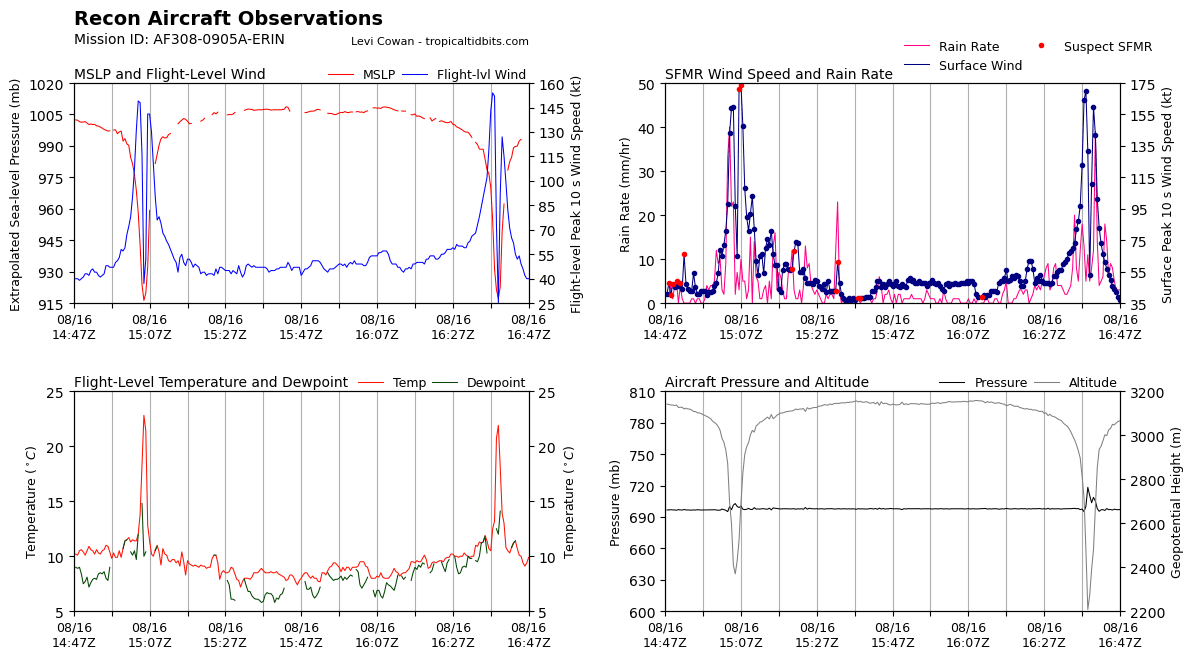 Recon Aircraft Observations
Mission ID: AF308-0905A-ERIN
Levi Cowan - tropicaltidbits.com
MSLP and Flight-Level Wind
MSLP
Flight-lvl Wind
Extrapolated Sea-level Pressure (mb)
1020
1005
990
975
960
945
930
915
160
145
130
115
100
85
70
55
40
25
Flight-level Peak 10 s Wind Speed (kt)
08/16 08/16 08/16 08/16 08/16 08/16 08/16
14:47Z 15:07Z 15:27Z 15:47Z 16:07Z 16:27Z 16:47Z
SFMR Wind Speed and Rain Rate
Rain Rate
Suspect SFMR
Surface Wind
Rain Rate (mm/hr)
50
40
30
20
10
0
175
155
135
115
95
75
55
35
Surface Peak 10 s Wind Speed (kt)
08/16 08/16 08/16 08/16 08/16 08/16 08/16
14:47Z 15:07Z 15:27Z 15:47Z 16:07Z 16:27Z 16:47Z
Flight-Level Temperature and Dewpoint
Temp
Dewpoint
Temperature (°C)
25
20
15
10
5
25
20
15
10
5
Temperature (°C)
08/16 08/16 08/16 08/16 08/16 08/16 08/16
14:47Z 15:07Z 15:27Z 15:47Z 16:07Z 16:27Z 16:47Z
Aircraft Pressure and Altitude
Pressure
Altitude
Pressure (mb)
810
780
750
720
690
660
630
600
3200
3000
2800
2600
2400
2200
Geopotential Height (m)
08/16 08/16 08/16 08/16 08/16 08/16 08/16
14:47Z 15:07Z 15:27Z 15:47Z 16:07Z 16:27Z 16:47Z